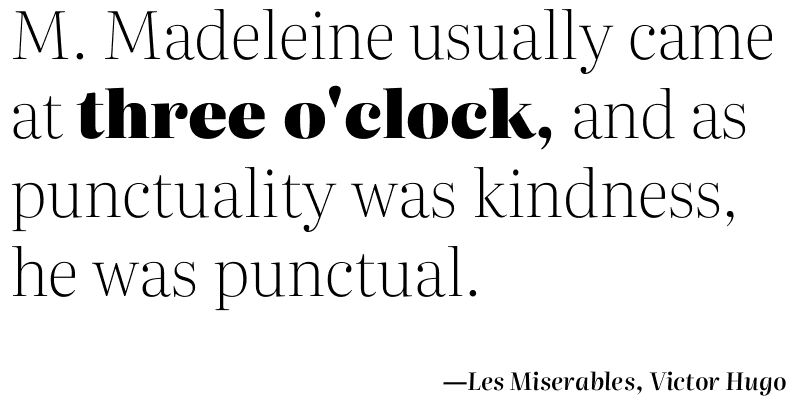 M. Madeleine usually came
at three o'clock, and as
punctuality was kindness,
he was punctual.
—Les Miserables, Victor Hugo